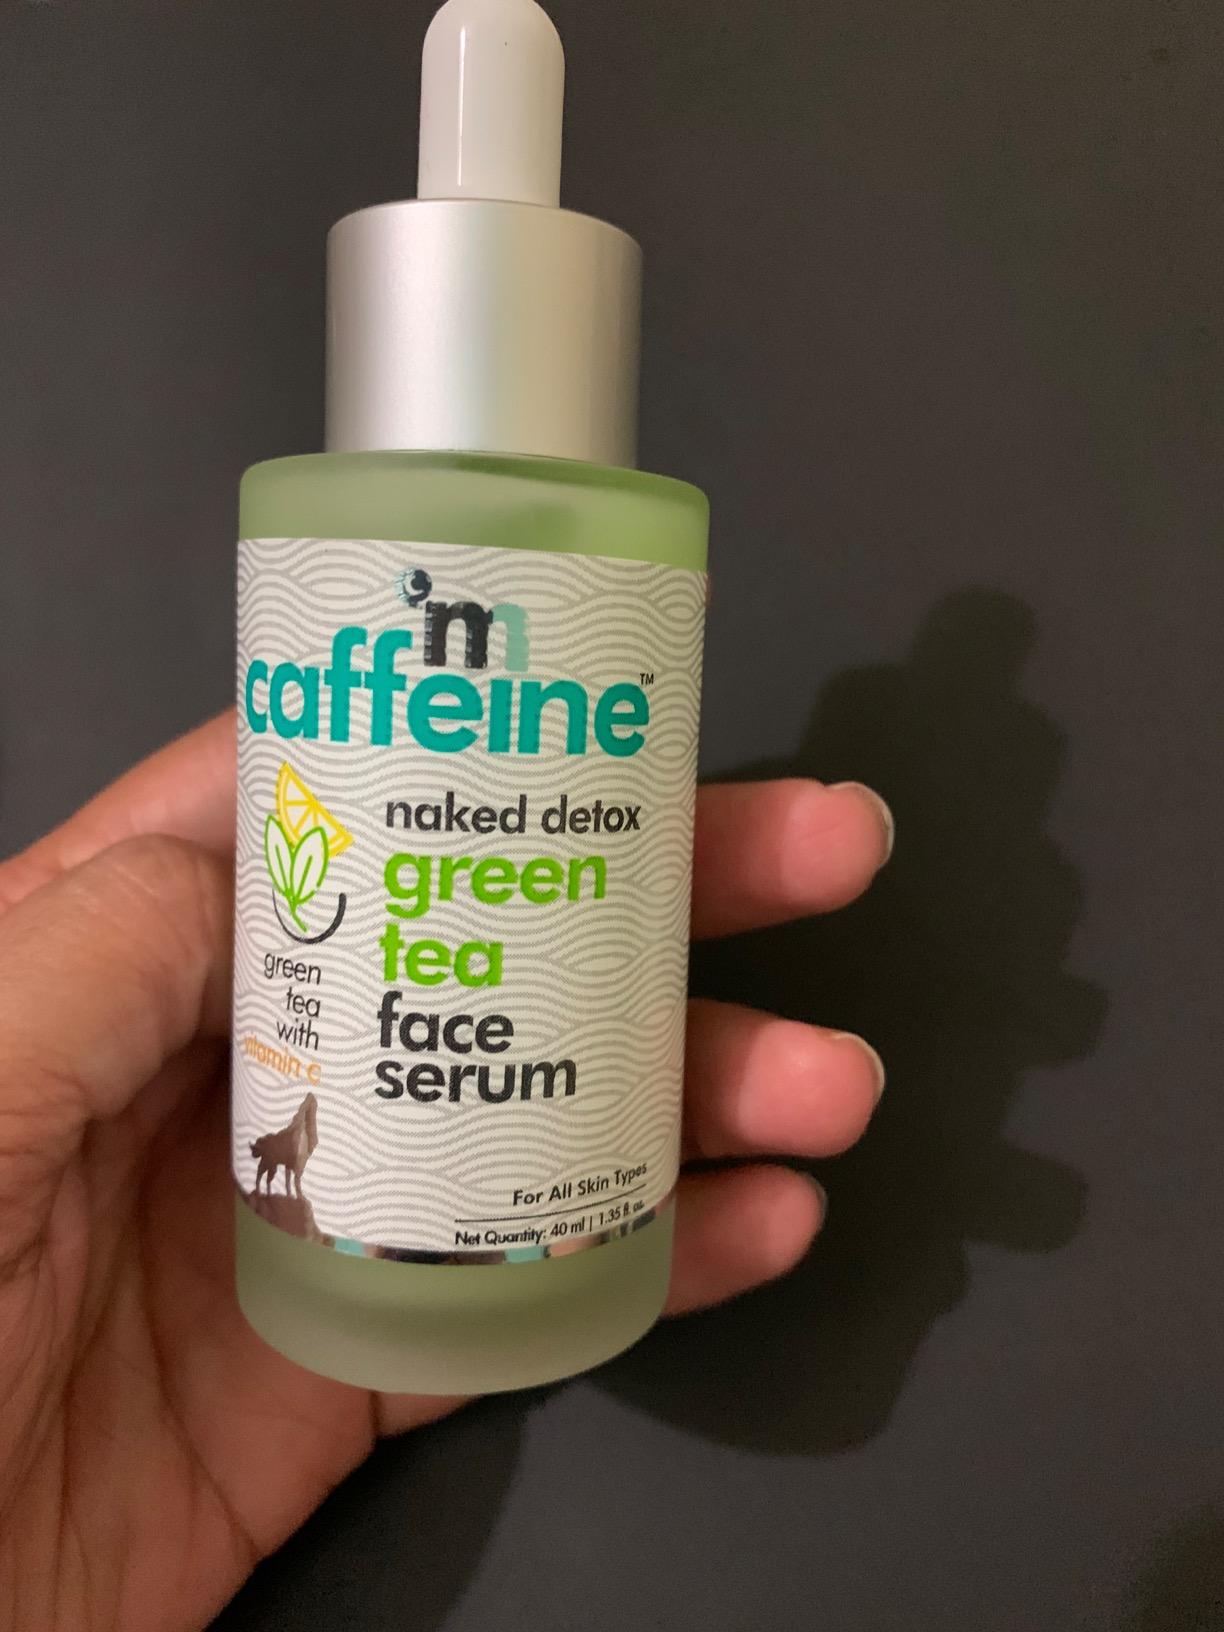 'm
caffeine™
naked detox
green
tea
face
serum
green
tea
with
vitamin c
For All Skin Types
Net Quantity: 40 ml | 1.35 fl. oz.